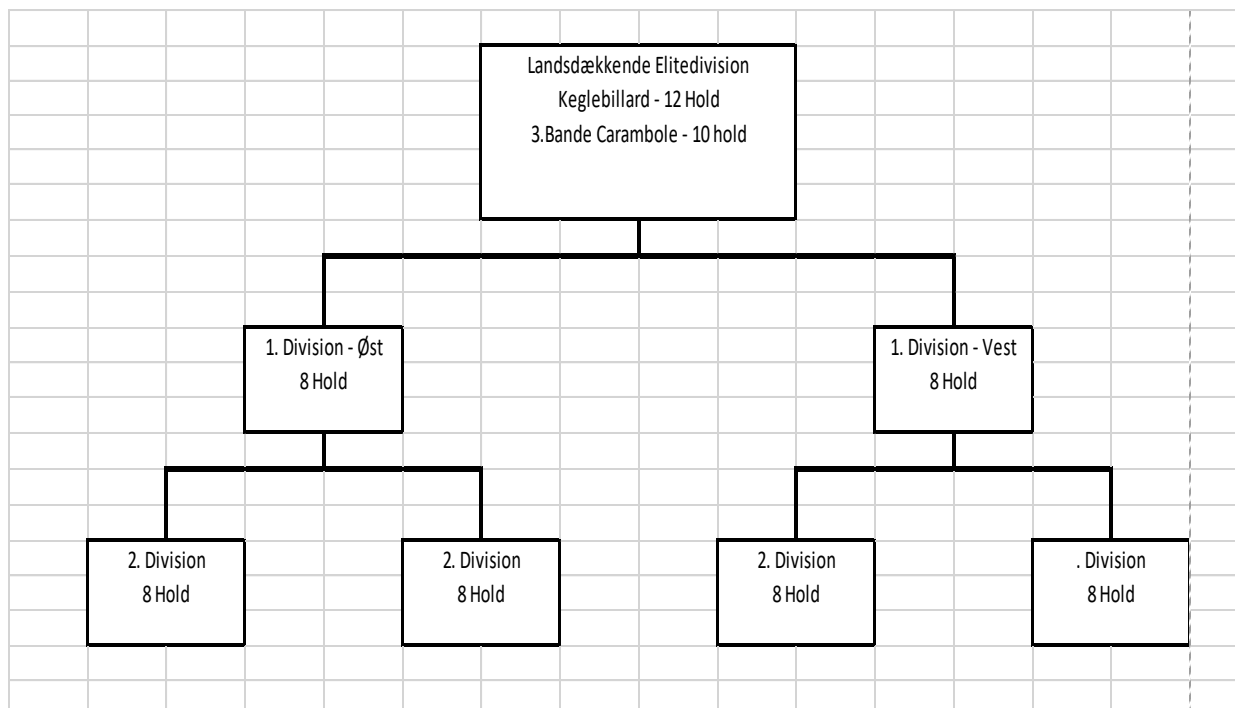 Landsdækkende Elitedivision
Keglebillard - 12 Hold
3.Bande Carambole - 10 hold
1. Division - Øst
8 Hold
1. Division - Vest
8 Hold
2. Division
8 Hold
2. Division
8 Hold
2. Division
8 Hold
. Division
8 Hold